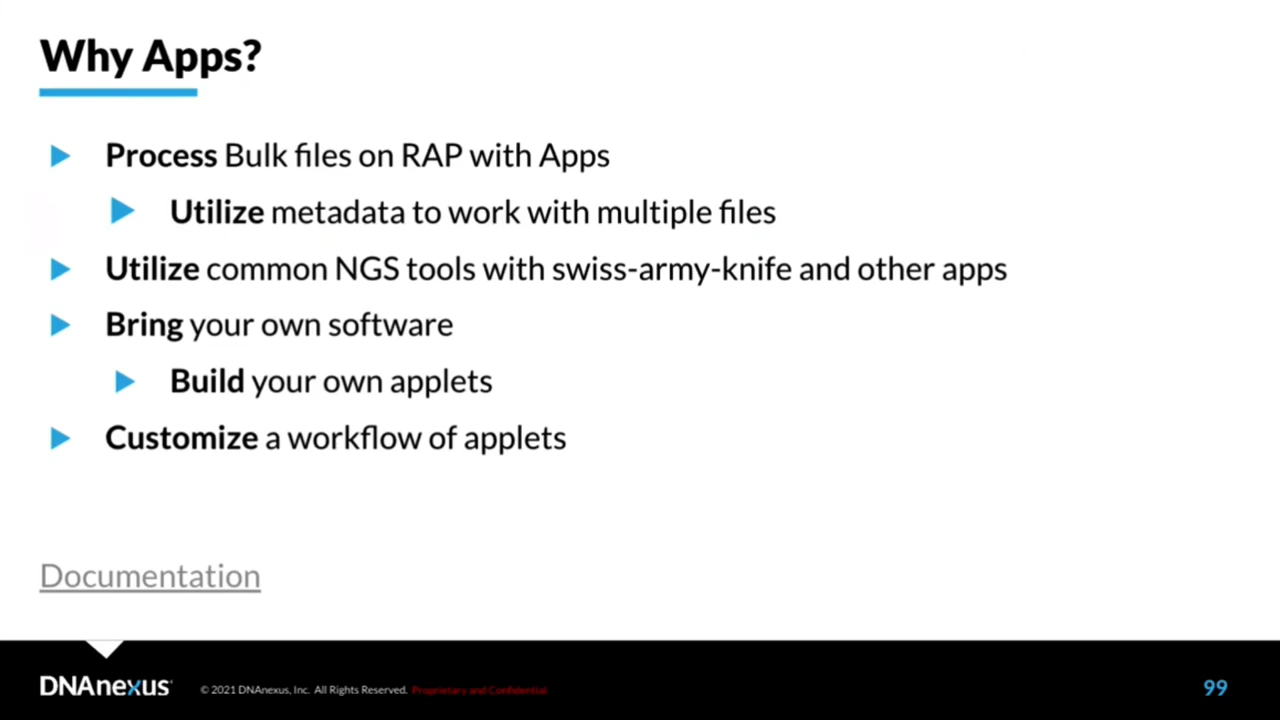 Why Apps?
Process Bulk files on RAP with Apps
Utilize metadata to work with multiple files
Utilize common NGS tools with swiss-army-knife and other apps
Bring your own software
Build your own applets
Customize a workflow of applets
Documentation
DNAnexus © 2021 DNAnexus, Inc. All Rights Reserved. Proprietary and Confidential 99